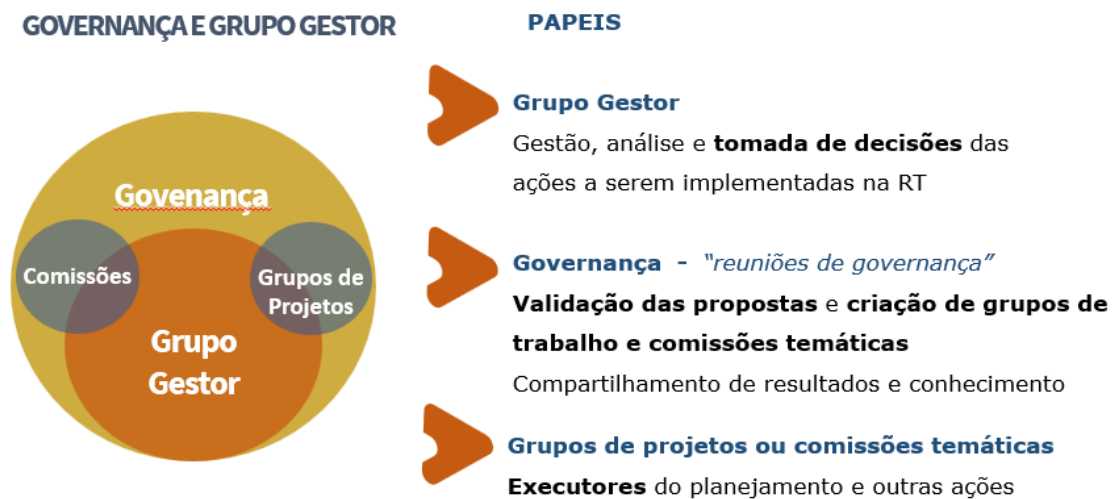 GOVERNANÇA E GRUPO GESTOR
Govenança
Comissões
Grupos de
Projetos
Grupo
Gestor
PAPEIS
Grupo Gestor
Gestão, análise e tomada de decisões das
ações a serem implementadas na RT
Governança - “reuniões de governança”
Validação das propostas e criação de grupos de
trabalho e comissões temáticas
Compartilhamento de resultados e conhecimento
Grupos de projetos ou comissões temáticas
Executores do planejamento e outras ações